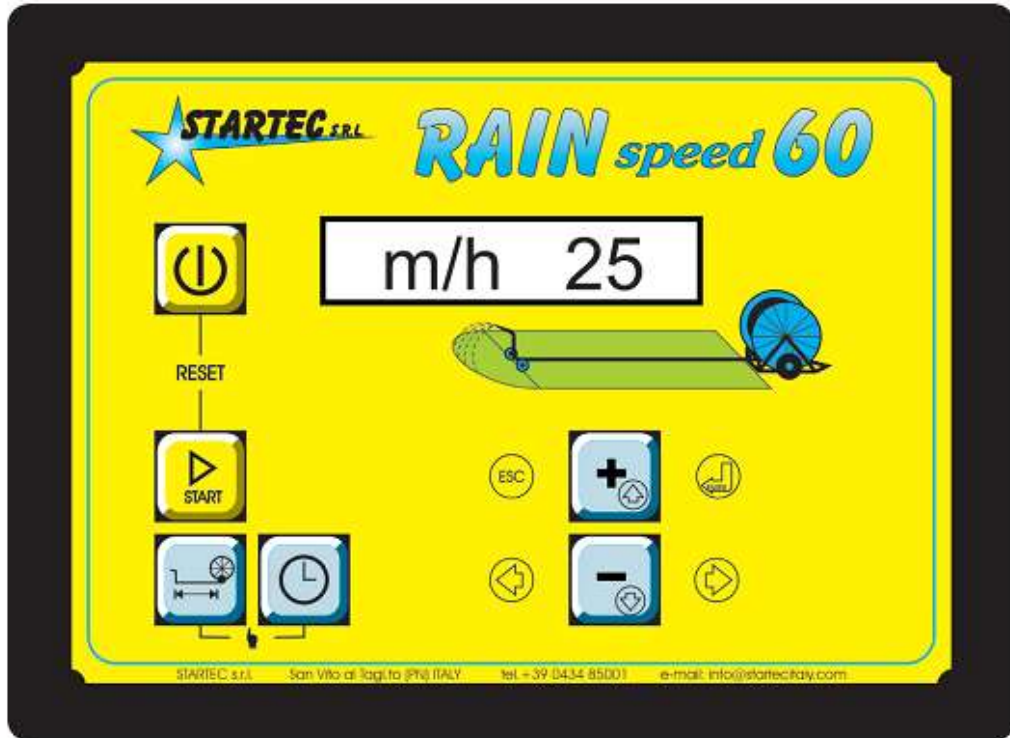 STARTEC S.R.L.
RAIN speed 60
m/h 25
RESET
START
ESC
+
-
STARTEC s.r.l. San Vito al Tagl.to (PN) ITALY tel. +39 0434 85001 e-mail: info@startecitaly.com